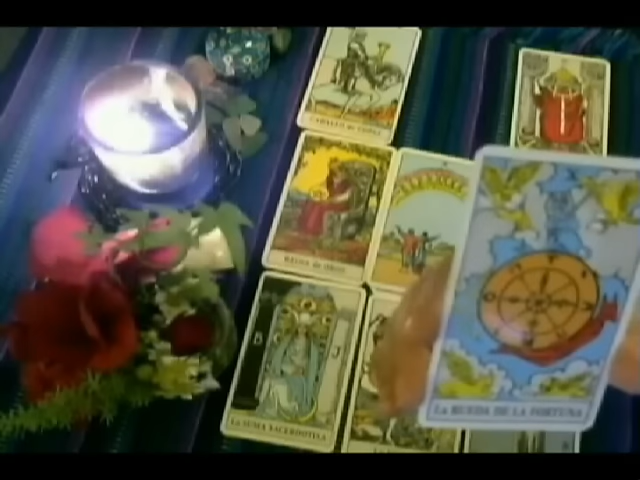 CABALLO de COPAS
REINA de OROS
B J
LA SUMA SACERDOTISA
LA RUEDA DE LA FORTUNA